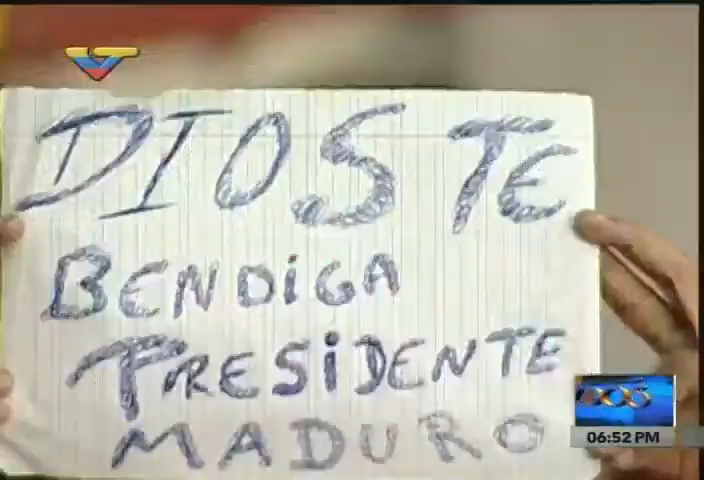 DIOS TE
BENDIGA
PRESIDENTE
MADURO
06:52 PM